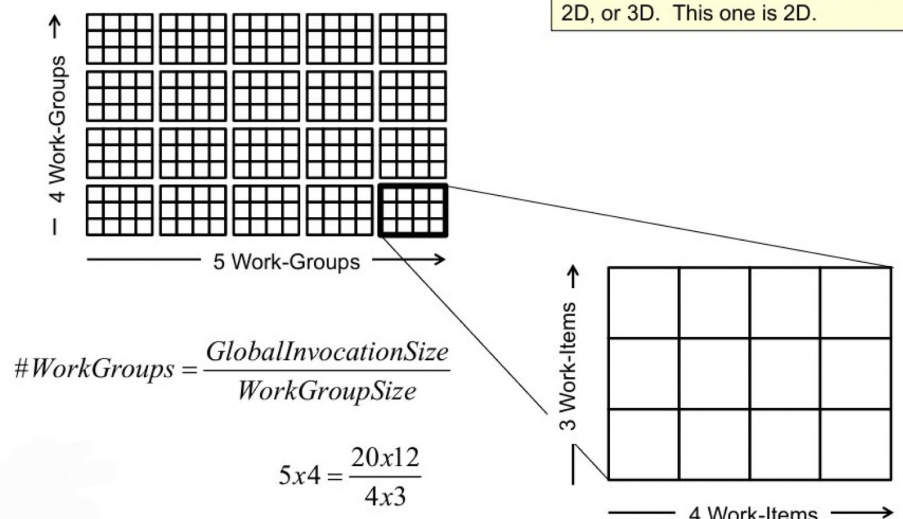 2D, or 3D.  This one is 2D.
4 Work-Groups
5 Work-Groups
#WorkGroups = GlobalInvocationSize
WorkGroupSize
3 Work-Items
5x4 = 20x12
4x3
4 Work-Items